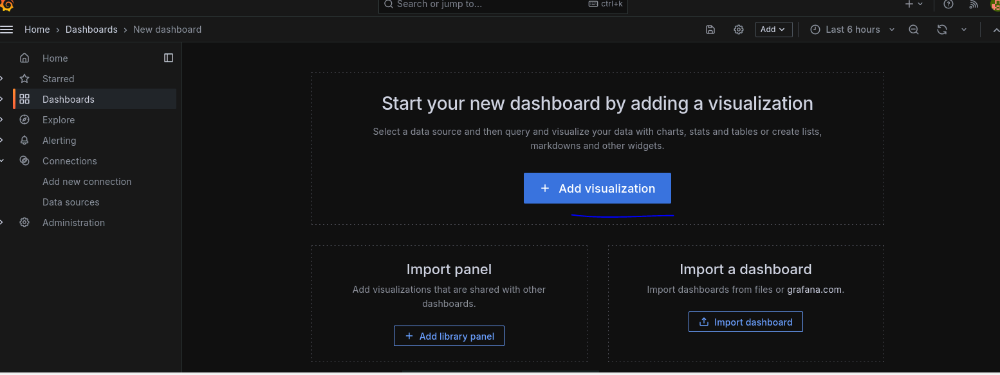 Search or jump to...
ctrl+k
Home › Dashboards › New dashboard
Add
Last 6 hours
Home
Starred
Dashboards
Explore
Alerting
Connections
Add new connection
Data sources
Administration
Start your new dashboard by adding a visualization
Select a data source and then query and visualize your data with charts, stats and tables or create lists,
markdowns and other widgets.
+ Add visualization
Import panel
Add visualizations that are shared with other
dashboards.
+ Add library panel
Import a dashboard
Import dashboards from files or grafana.com.
Import dashboard